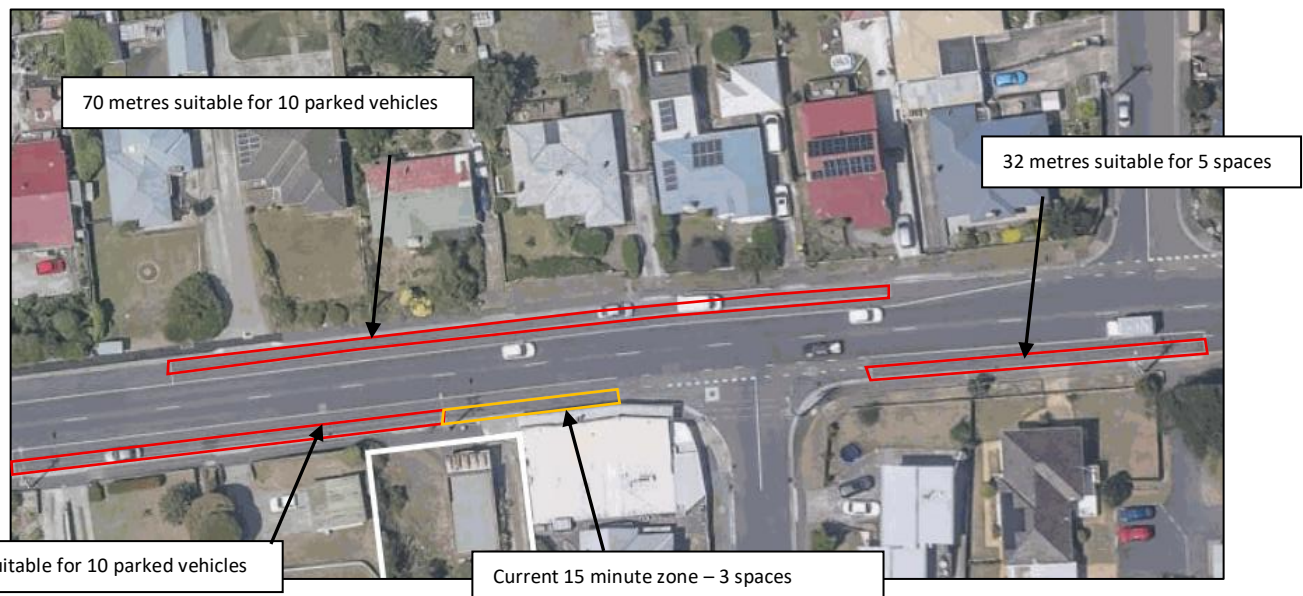 70 metres suitable for 10 parked vehicles
32 metres suitable for 5 spaces
suitable for 10 parked vehicles
Current 15 minute zone – 3 spaces